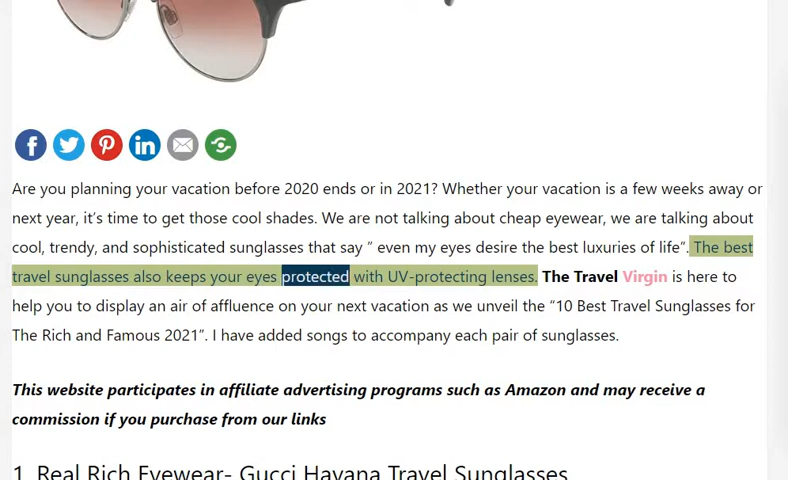 Are you planning your vacation before 2020 ends or in 2021? Whether your vacation is a few weeks away or
next year, it's time to get those cool shades. We are not talking about cheap eyewear, we are talking about
cool, trendy, and sophisticated sunglasses that say " even my eyes desire the best luxuries of life". The best
travel sunglasses also keeps your eyes protected with UV-protecting lenses. The Travel Virgin is here to
help you to display an air of affluence on your next vacation as we unveil the "10 Best Travel Sunglasses for
The Rich and Famous 2021". I have added songs to accompany each pair of sunglasses.
This website participates in affiliate advertising programs such as Amazon and may receive a
commission if you purchase from our links
1. Real Rich Eyewear- Gucci Havana Travel Sunglasses